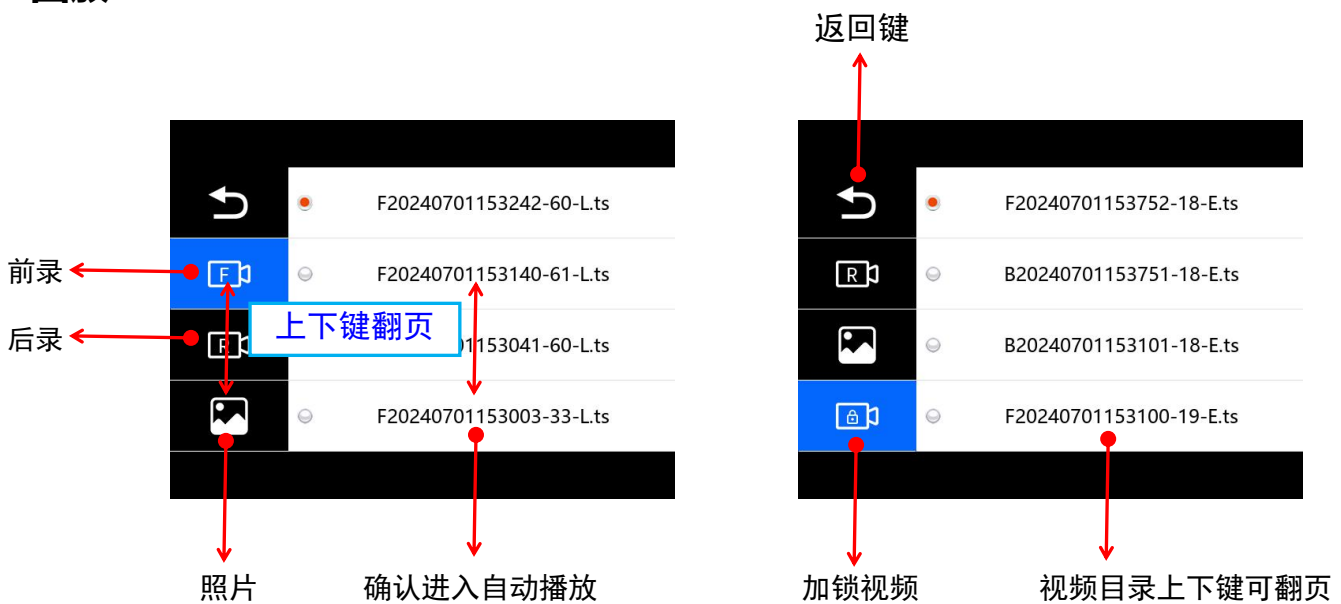 返回键
F20240701153242-60-L.ts
F20240701153752-18-E.ts
前录
F
F20240701153140-61-L.ts
R
B20240701153751-18-E.ts
后录
R
上下键翻页
01153041-60-L.ts
B20240701153101-18-E.ts
F20240701153003-33-L.ts
F20240701153100-19-E.ts
照片
确认进入自动播放
加锁视频
视频目录上下键可翻页